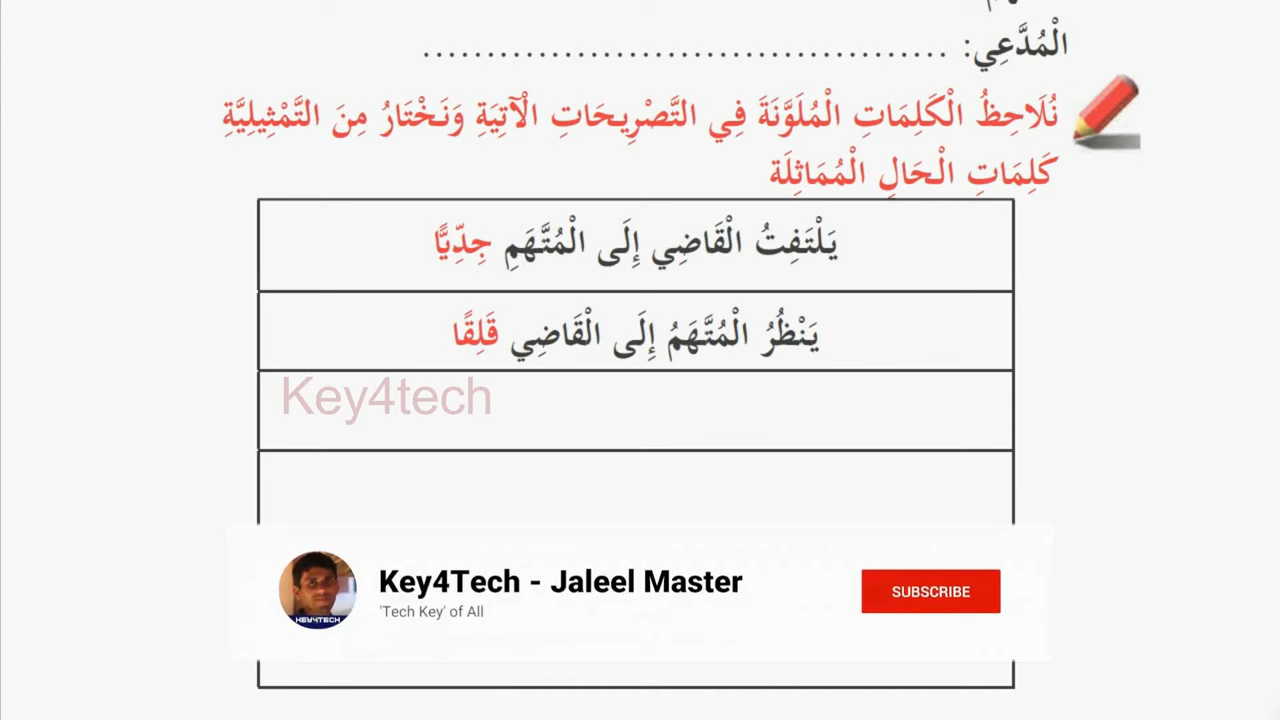 الْمُدَّعِي: ........................................
نُلَاحِظُ الْكَلِمَاتِ الْمُلَوَّنَةَ فِي التَّصْرِيحَاتِ الْآتِيَةِ وَنَخْتَارُ مِنَ التَّمْثِيلِيَّةِ
كَلِمَاتِ الْحَالِ الْمُمَاثِلَة
يَلْتَفِتُ الْقَاضِي إِلَى الْمُتَّهَمِ جِدِّيًّا
يَنْظُرُ الْمُتَّهَمُ إِلَى الْقَاضِي قَلِقًا
Key4tech
Key4Tech - Jaleel Master
'Tech Key' of All
KEY4TECH
SUBSCRIBE